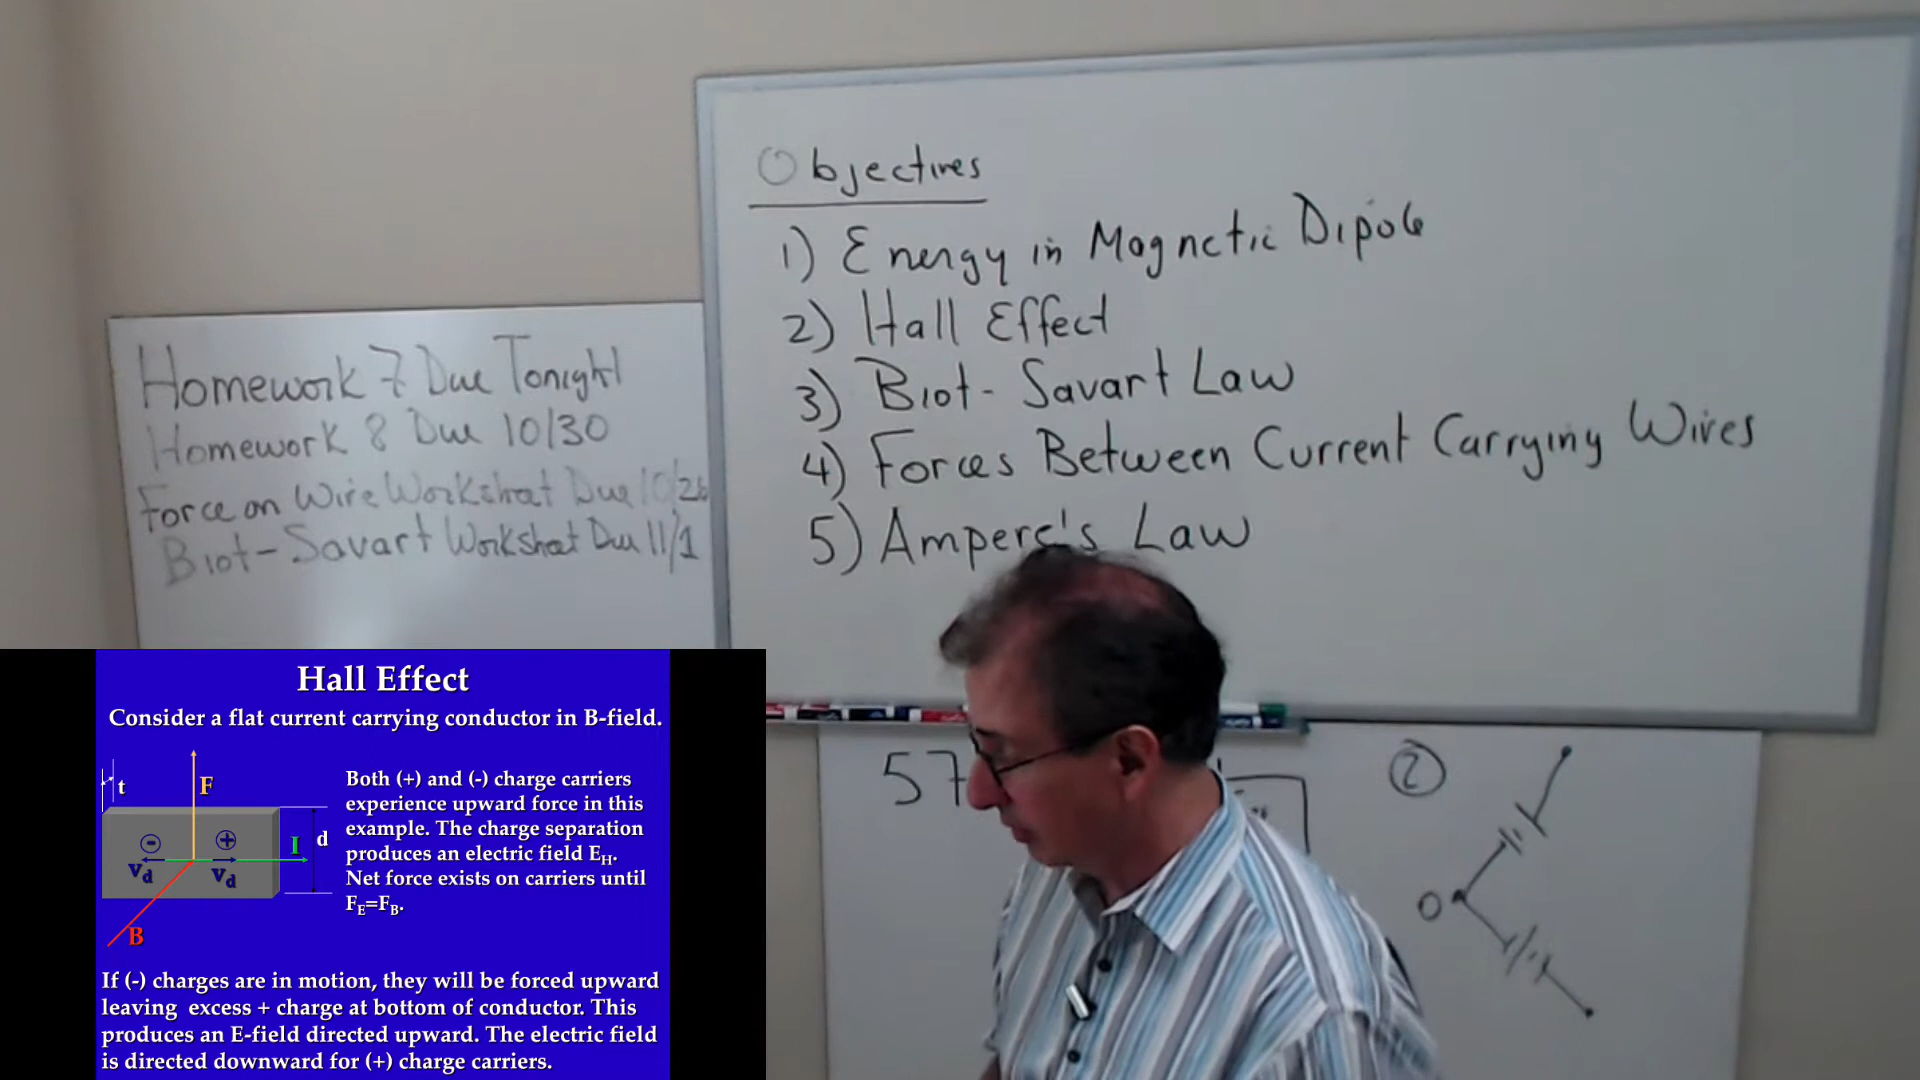 Objectives
1) Energy in Magnetic Dipole
2) Hall Effect
3) Biot-Savart Law
4) Forces Between Current Carrying Wires
5) Ampere's Law
Homework 7 Due Tonight
Homework 8 Due 10/30
Force on Wire Worksheet Due 10/26
Biot-Savart Worksheet Due 11/1
Hall Effect
Consider a flat current carrying conductor in B-field.
t
F
d
I
- +
vd vd
B
Both (+) and (-) charge carriers
experience upward force in this
example. The charge separation
produces an electric field EH.
Net force exists on carriers until
FE=FB.
If (-) charges are in motion, they will be forced upward
leaving excess + charge at bottom of conductor. This
produces an E-field directed upward. The electric field
is directed downward for (+) charge carriers.
57
2
O